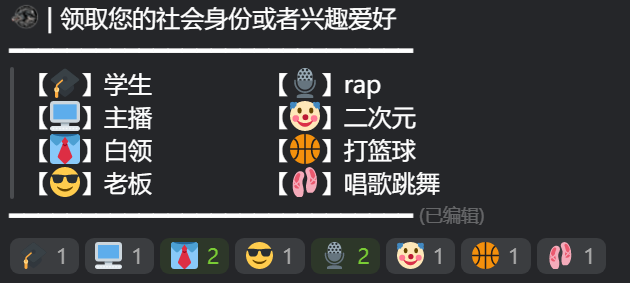 | 领取您的社会身份或者兴趣爱好
【🎓】学生 【🎙️】rap
【🖥️】主播 【🤡】二次元
【👔】白领 【🏀】打篮球
【😎】老板 【🩰】唱歌跳舞
(已编辑)
🎓 1 🖥️ 1 👔 2 😎 1 🎙️ 2 🤡 1 🏀 1 🩰 1